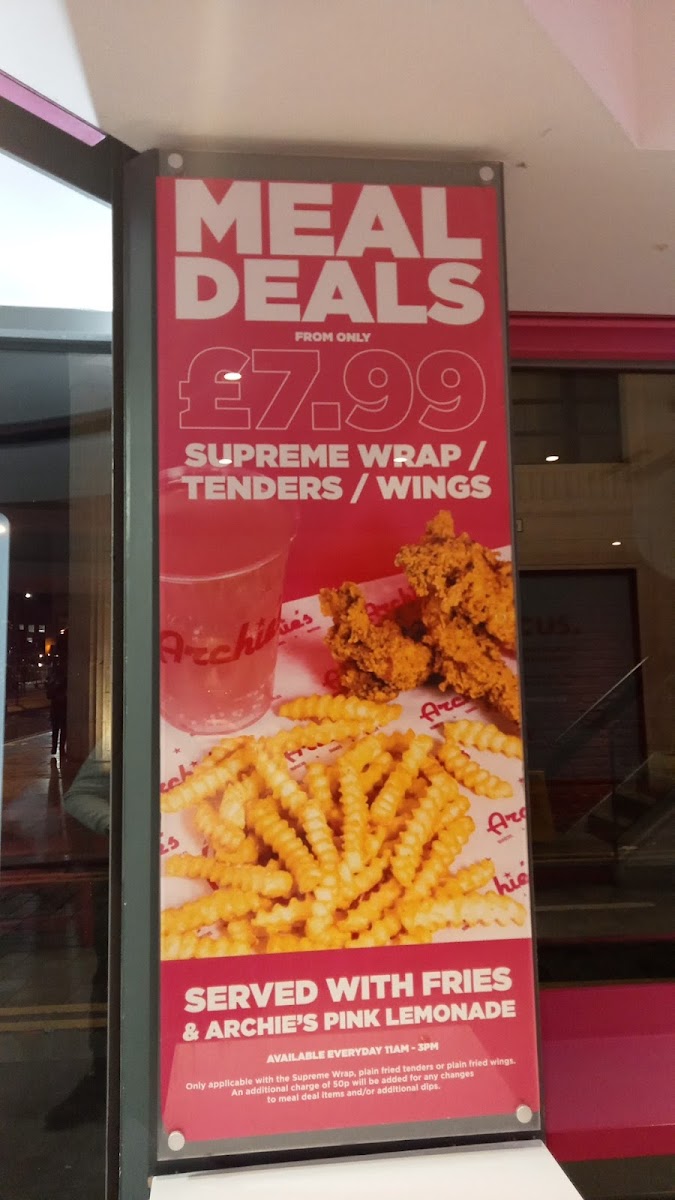 MEAL
DEALS
FROM ONLY
£7.99
SUPREME WRAP /
TENDERS / WINGS
Archie's
SERVED WITH FRIES
& ARCHIE'S PINK LEMONADE
AVAILABLE EVERYDAY 11AM - 3PM
Only applicable with the Supreme Wrap, plain fried tenders or plain fried wings.
An additional charge of 50p will be added for any changes
to meal deal items and/or additional dips.